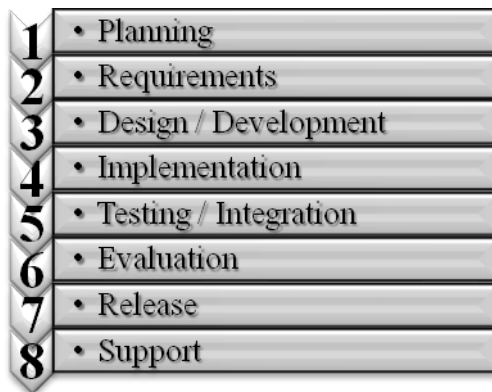 1 • Planning
2 • Requirements
3 • Design / Development
4 • Implementation
5 • Testing / Integration
6 • Evaluation
7 • Release
8 • Support